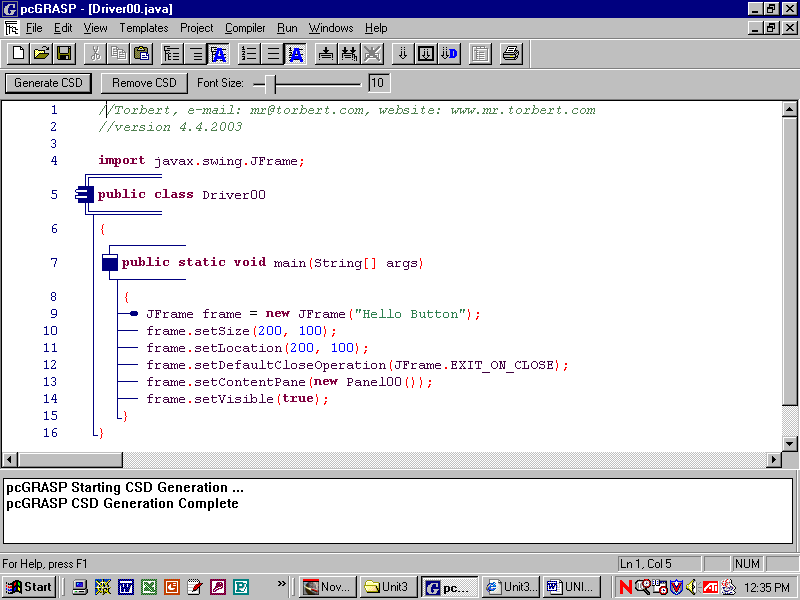 pcGRASP - [Driver00.java]
File Edit View Templates Project Compiler Run Windows Help
Generate CSD Remove CSD Font Size: 10
1 //Torbert, e-mail: mr@torbert.com, website: www.mr.torbert.com
2 //version 4.4.2003
3
4 import javax.swing.JFrame;
5 public class Driver00
6 {
7 public static void main(String[] args)
8 {
9 JFrame frame = new JFrame("Hello Button");
10 frame.setSize(200, 100);
11 frame.setLocation(200, 100);
12 frame.setDefaultCloseOperation(JFrame.EXIT_ON_CLOSE);
13 frame.setContentPane(new Panel00());
14 frame.setVisible(true);
15 }
16 }
pcGRASP Starting CSD Generation ...
pcGRASP CSD Generation Complete
For Help, press F1 Ln 1, Col 5 NUM
Start » Nov... Unit3 pc... Unit3... UNI... 12:35 PM